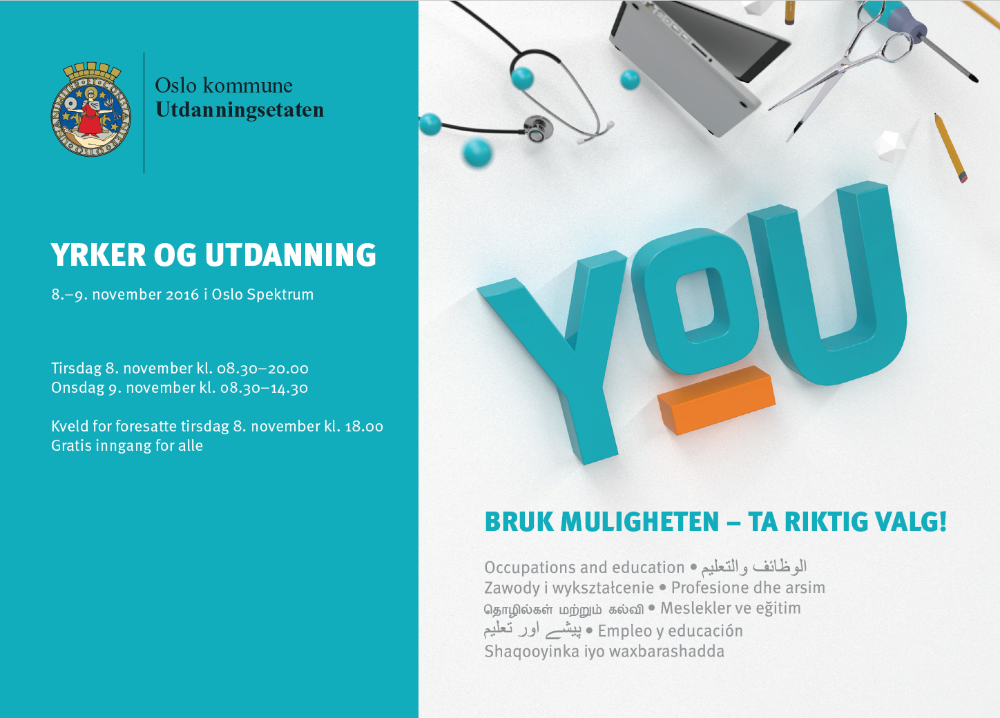 Oslo kommune
Utdanningsetaten
YRKER OG UTDANNING
8.–9. november 2016 i Oslo Spektrum
Tirsdag 8. november kl. 08.30–20.00
Onsdag 9. november kl. 08.30–14.30
Kveld for foresatte tirsdag 8. november kl. 18.00
Gratis inngang for alle
YOU
BRUK MULIGHETEN – TA RIKTIG VALG!
Occupations and education • الوظائف والتعليم
Zawody i wykształcenie • Profesione dhe arsim
தொழில்கள் மற்றும் கல்வி • Meslekler ve eğitim
پیشے اور تعلیم • Empleo y educación
Shaqooyinka iyo waxbarashadda
OSLO